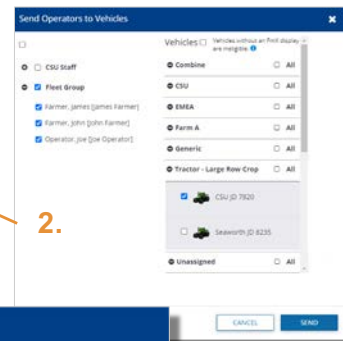 Send Operators to Vehicles
Vehicles
Vehicles without an FmX display
are ineligible.
CSU Staff
Fleet Group
Farmer, James [James Farmer]
Farmer, John [John Farmer]
Operator, Joe [Joe Operator]
Combine
All
CSU
All
EMEA
All
Farm A
All
Generic
All
Tractor - Large Row Crop
All
CSU JD 7820
Seaworth JD 8235
Unassigned
All
2.
CANCEL
SEND